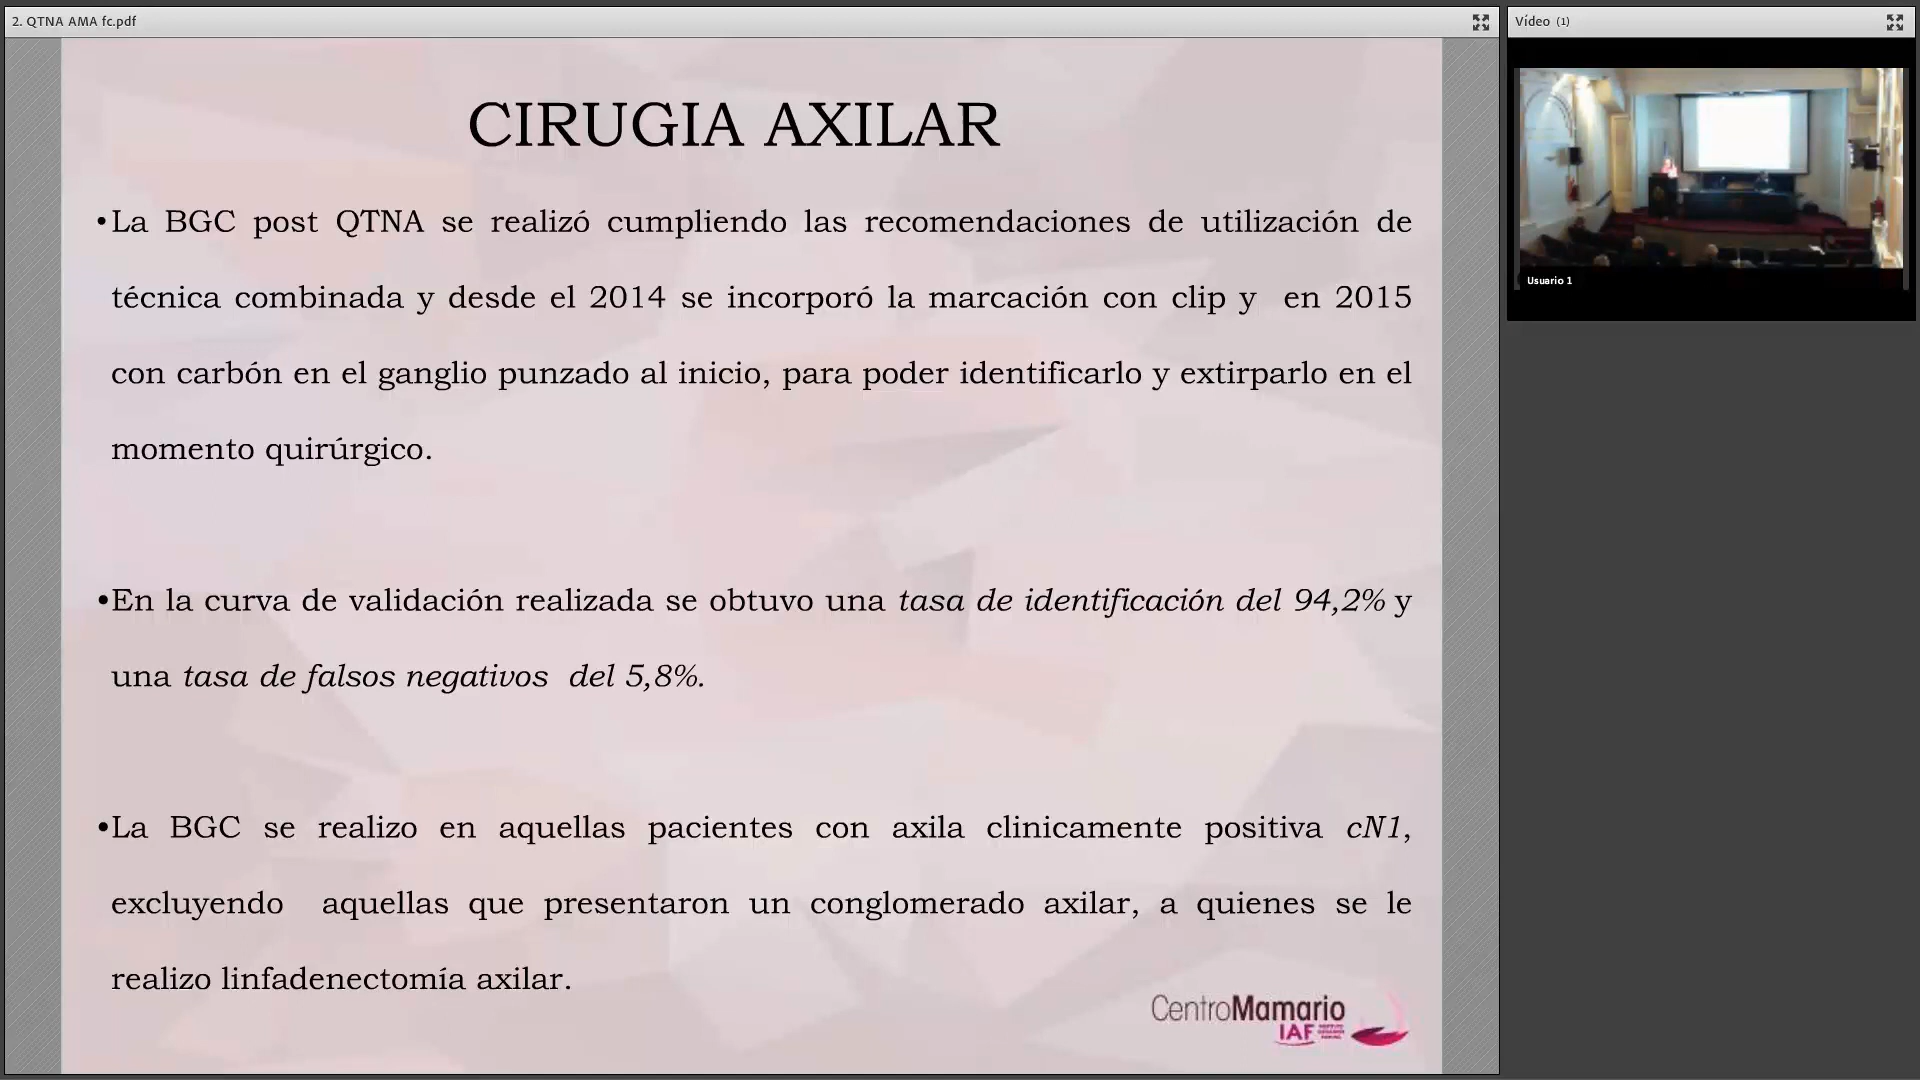 2. QTNA AMA fc.pdf
Vídeo (1)
CIRUGIA AXILAR
•La BGC post QTNA se realizó cumpliendo las recomendaciones de utilización de
técnica combinada y desde el 2014 se incorporó la marcación con clip y en 2015
con carbón en el ganglio punzado al inicio, para poder identificarlo y extirparlo en el
momento quirúrgico.
•En la curva de validación realizada se obtuvo una tasa de identificación del 94,2% y
una tasa de falsos negativos del 5,8%.
•La BGC se realizo en aquellas pacientes con axila clinicamente positiva cN1,
excluyendo aquellas que presentaron un conglomerado axilar, a quienes se le
realizo linfadenectomía axilar.
CentroMamario
IAF
Usuario 1